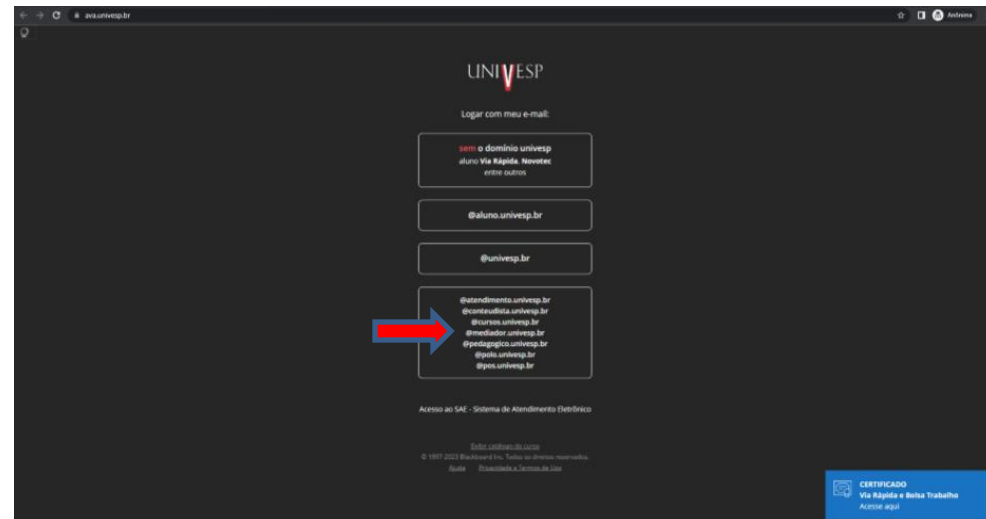 ava.univesp.br
Anônima
UNIVESP
Logar com meu e-mail:
sem o domínio univesp
aluno Via Rápida, Novotec
entre outros
@aluno.univesp.br
@univesp.br
@atendimento.univesp.br
@conteudista.univesp.br
@cursos.univesp.br
@mediador.univesp.br
@pedagogico.univesp.br
@polo.univesp.br
@pos.univesp.br
Acesso ao SAE - Sistema de Atendimento Eletrônico
Exibir catálogo do curso
© 1997-2022 Blackboard Inc. Todos os direitos reservados.
Ajuda Privacidade e Termos de Uso
CERTIFICADO
Via Rápida e Bolsa Trabalho
Acesse aqui